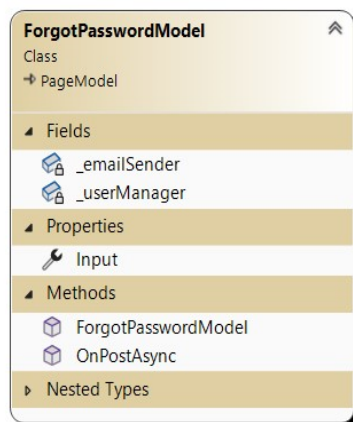 ForgotPasswordModel
Class
PageModel
Fields
_emailSender
_userManager
Properties
Input
Methods
ForgotPasswordModel
OnPostAsync
Nested Types